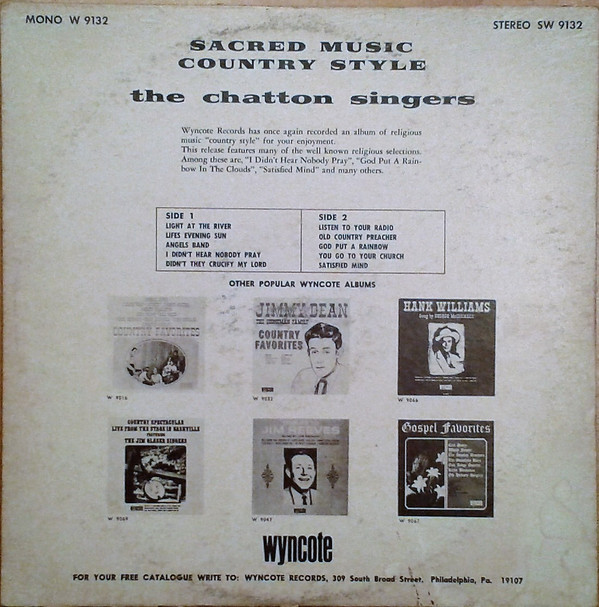 MONO W 9132
STEREO SW 9132
SACRED MUSIC
COUNTRY STYLE
the chatton singers
Wyncote Records has once again recorded an album of religious
music "country style" for your enjoyment.
This release features many of the well known religious selections.
Among these are, "I Didn't Hear Nobody Pray", "God Put A Rain-
bow In The Clouds", "Satisfied Mind" and many others.
SIDE 1
LIGHT AT THE RIVER
LIFES EVENING SUN
ANGELS BAND
I DIDN'T HEAR NOBODY PRAY
DIDN'T THEY CRUCIFY MY LORD
SIDE 2
LISTEN TO YOUR RADIO
OLD COUNTRY PREACHER
GOD PUT A RAINBOW
YOU GO TO YOUR CHURCH
SATISFIED MIND
OTHER POPULAR WYNCOTE ALBUMS
COUNTRY FAVORITES
W 9016
JIMMY DEAN
COUNTRY
FAVORITES
HANK WILLIAMS
COUNTRY SPECTACULAR
LIVE FROM THE STAGE IN NASHVILLE
FEATURING
THE JIM GLASER SINGERS
W 9069
JIM REEVES
W 9047
Gospel Favorites
wyncote
FOR YOUR FREE CATALOGUE WRITE TO: WYNCOTE RECORDS, 309 South Broad Street, Philadelphia, Pa. 19107